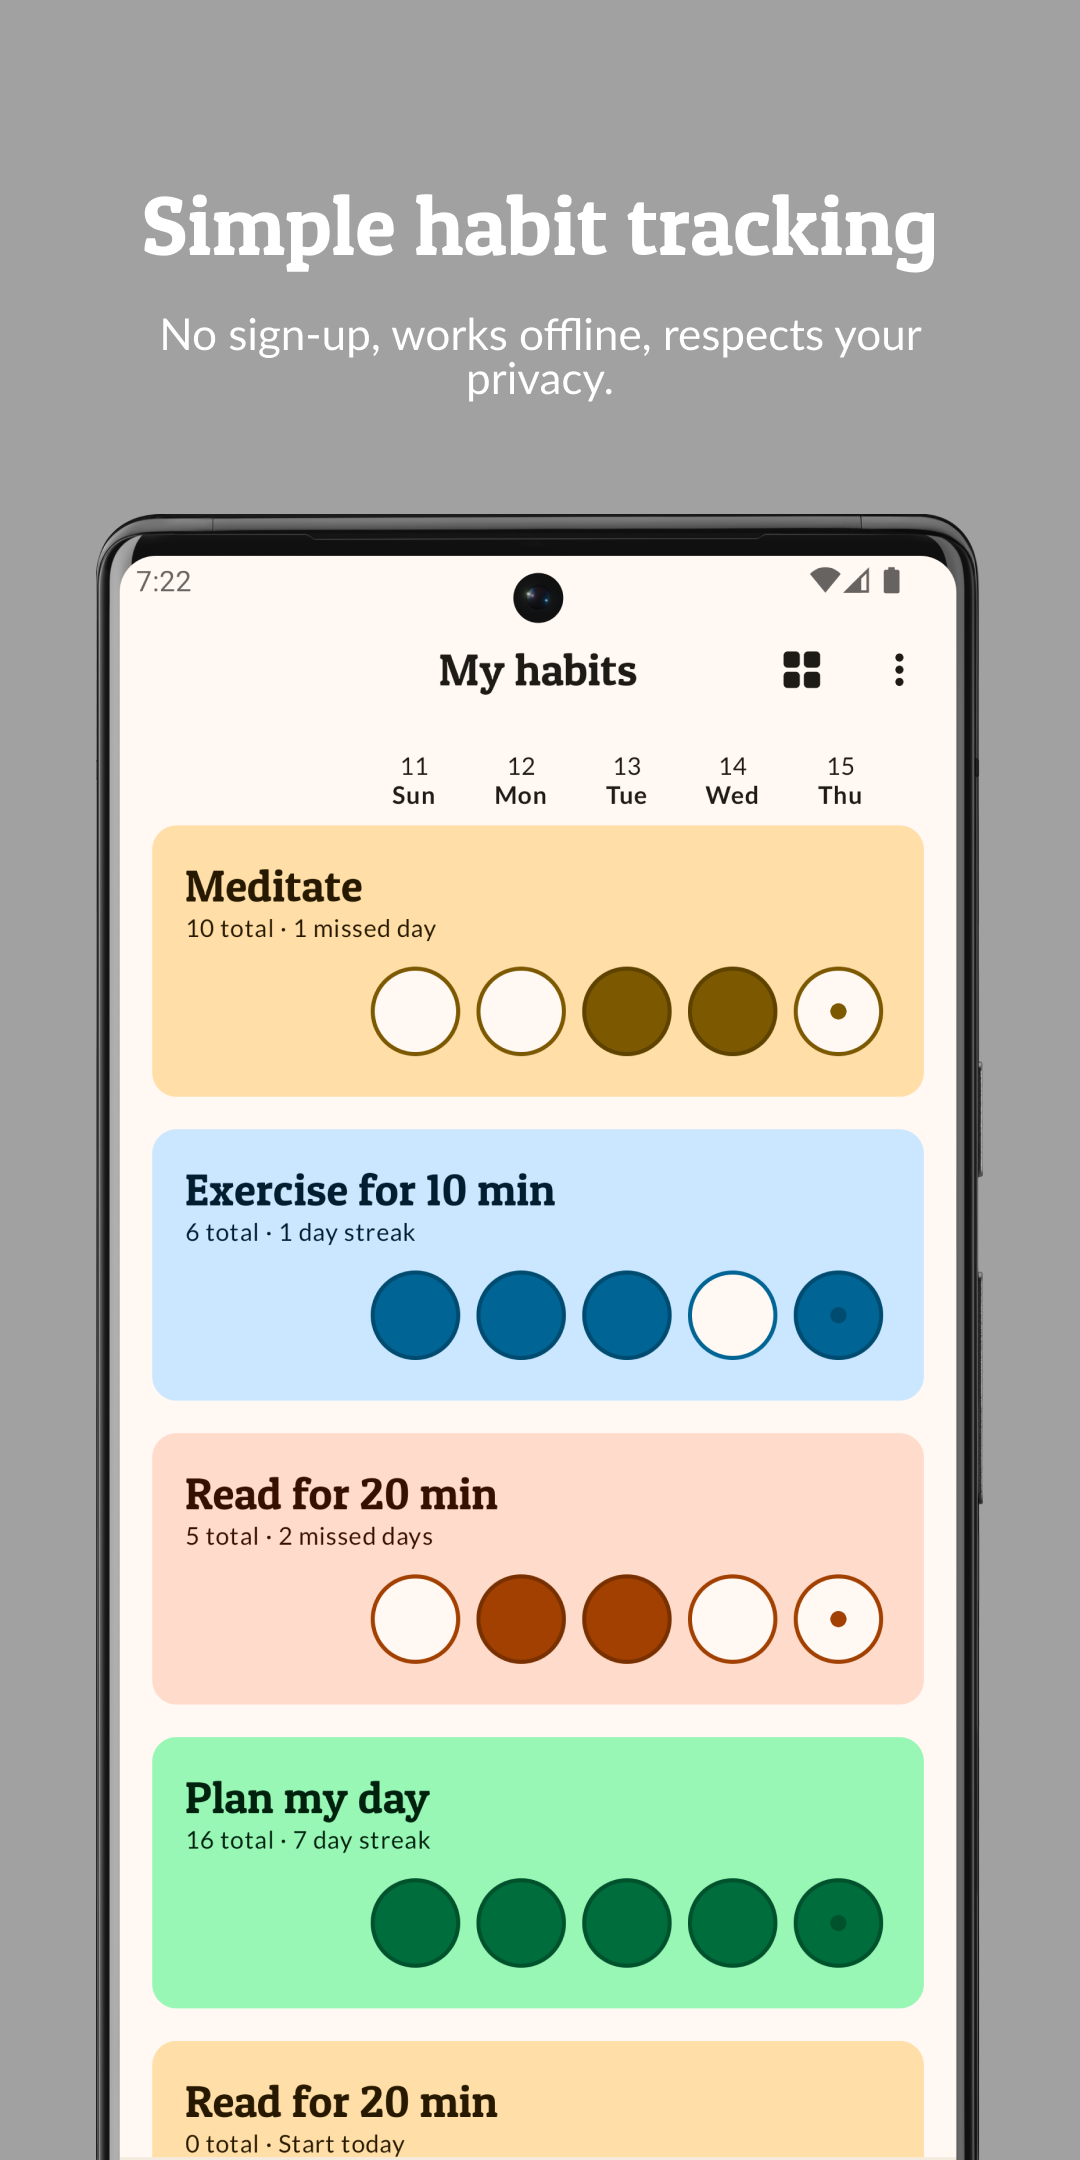 Simple habit tracking
No sign-up, works offline, respects your
privacy.
7:22
My habits
11 12 13 14 15
Sun Mon Tue Wed Thu
Meditate
10 total · 1 missed day
Exercise for 10 min
6 total · 1 day streak
Read for 20 min
5 total · 2 missed days
Plan my day
16 total · 7 day streak
Read for 20 min
0 total · Start today